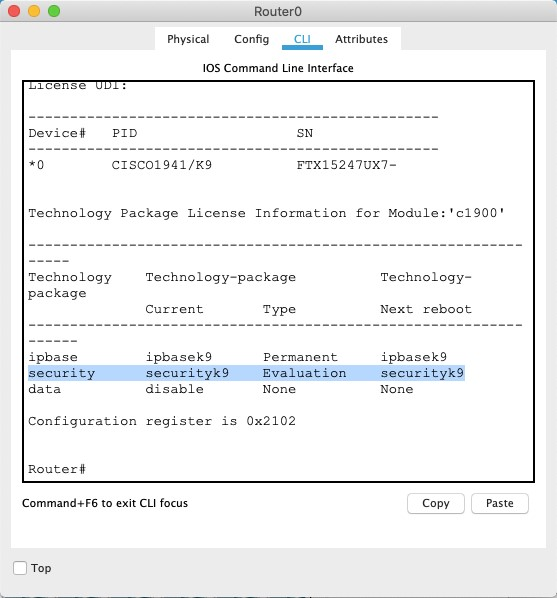 Router0
Physical Config CLI Attributes
IOS Command Line Interface
License UDI:
-------------------------------------------------
Device#   PID                   SN
-------------------------------------------------
*0        CISCO1941/K9          FTX15247UX7-
Technology Package License Information for Module:'c1900'
-----------------------------------------------------------
-----
Technology    Technology-package          Technology-
package
              Current       Type          Next reboot
-----------------------------------------------------------
------
ipbase        ipbasek9      Permanent     ipbasek9
security      securityk9    Evaluation    securityk9
data          disable       None          None
Configuration register is 0x2102
Router#
Command+F6 to exit CLI focus
Copy Paste
Top